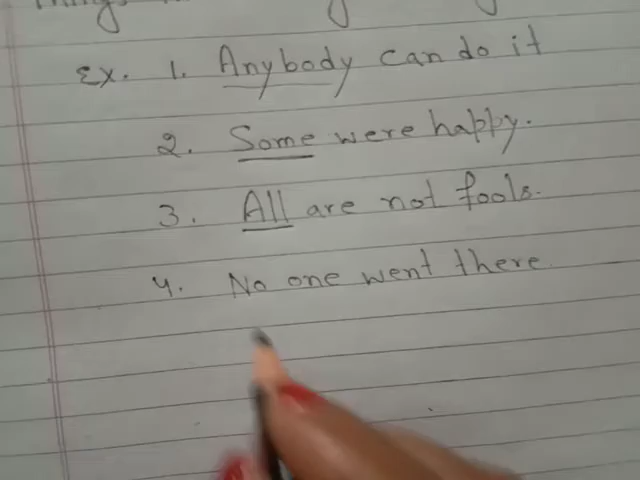 Things
Ex. 1. Anybody can do it
2. Some were happy.
3. All are not fools.
4. No one went there.